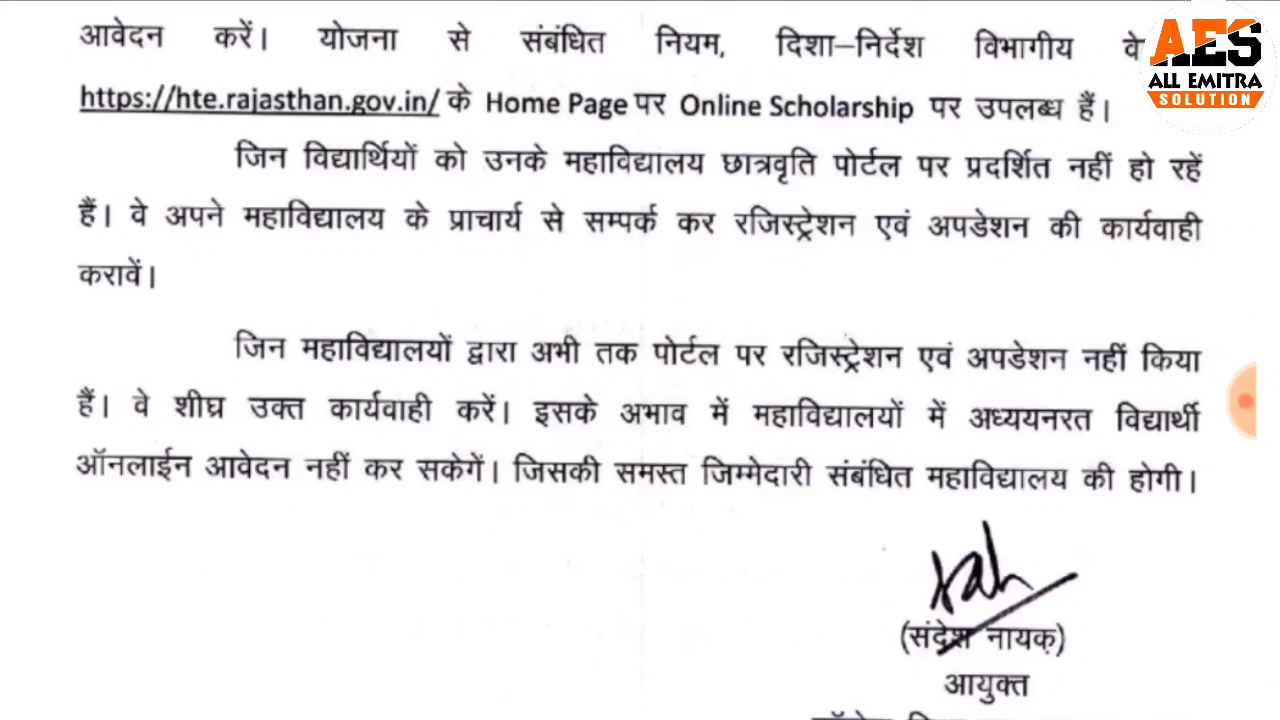 आवेदन करें। योजना से संबंधित नियम, दिशा–निर्देश विभागीय
https://hte.rajasthan.gov.in/ के Home Page पर Online Scholarship पर उपलब्ध हैं।
जिन विद्यार्थियों को उनके महाविद्यालय छात्रवृति पोर्टल पर प्रदर्शित नहीं हो रहें
हैं। वे अपने महाविद्यालय के प्राचार्य से सम्पर्क कर रजिस्ट्रेशन एवं अपडेशन की कार्यवाही
करावें।
जिन महाविद्यालयों द्वारा अभी तक पोर्टल पर रजिस्ट्रेशन एवं अपडेशन नहीं किया
हैं। वे शीघ्र उक्त कार्यवाही करें। इसके अभाव में महाविद्यालयों में अध्ययनरत विद्यार्थी
ऑनलाईन आवेदन नहीं कर सकेगें। जिसकी समस्त जिम्मेदारी संबंधित महाविद्यालय की होगी।
(संदेश नायक)
आयुक्त
AES
ALL EMITRA
SOLUTION